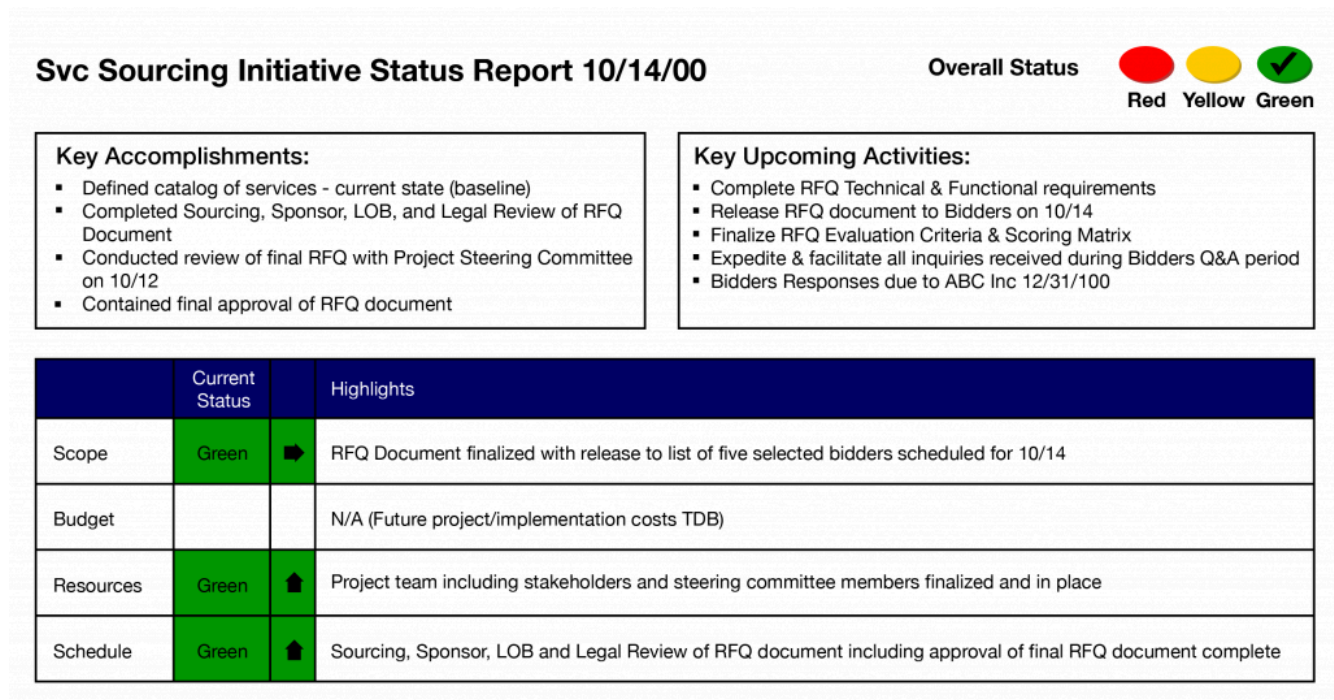 Svc Sourcing Initiative Status Report 10/14/00
Overall Status
Red Yellow Green
Key Accomplishments:
▪ Defined catalog of services - current state (baseline)
▪ Completed Sourcing, Sponsor, LOB, and Legal Review of RFQ
Document
▪ Conducted review of final RFQ with Project Steering Committee
on 10/12
▪ Contained final approval of RFQ document
Key Upcoming Activities:
▪ Complete RFQ Technical & Functional requirements
▪ Release RFQ document to Bidders on 10/14
▪ Finalize RFQ Evaluation Criteria & Scoring Matrix
▪ Expedite & facilitate all inquiries received during Bidders Q&A period
▪ Bidders Responses due to ABC Inc 12/31/100
Current
Status
Highlights
Scope Green RFQ Document finalized with release to list of five selected bidders scheduled for 10/14
Budget N/A (Future project/implementation costs TDB)
Resources Green Project team including stakeholders and steering committee members finalized and in place
Schedule Green Sourcing, Sponsor, LOB and Legal Review of RFQ document including approval of final RFQ document complete